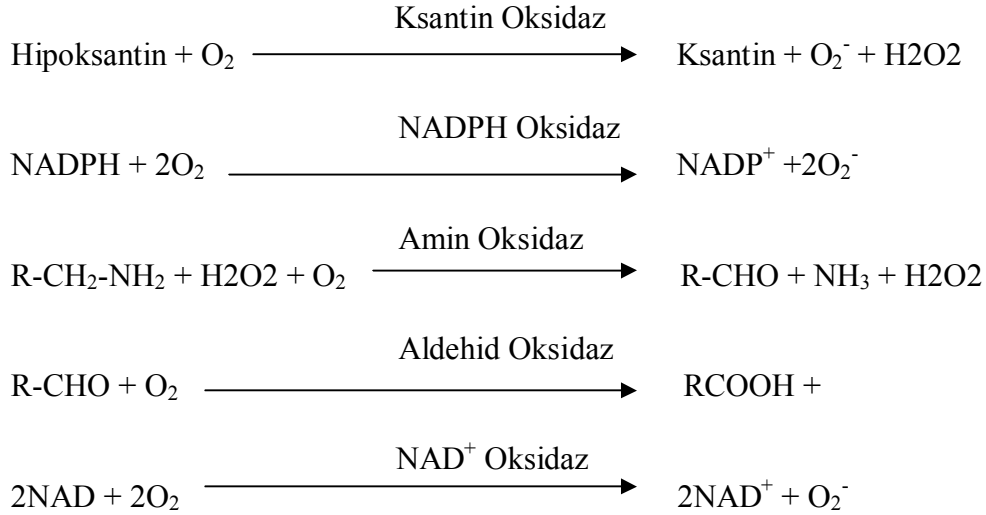 Ksantin Oksidaz
Hipoksantin + O₂ Ksantin + O₂⁻ + H2O2
NADPH Oksidaz
NADPH + 2O₂ NADP⁺ +2O₂⁻
Amin Oksidaz
R-CH₂-NH₂ + H2O2 + O₂ R-CHO + NH₃ + H2O2
Aldehid Oksidaz
R-CHO + O₂ RCOOH +
NAD⁺ Oksidaz
2NAD + 2O₂ 2NAD⁺ + O₂⁻